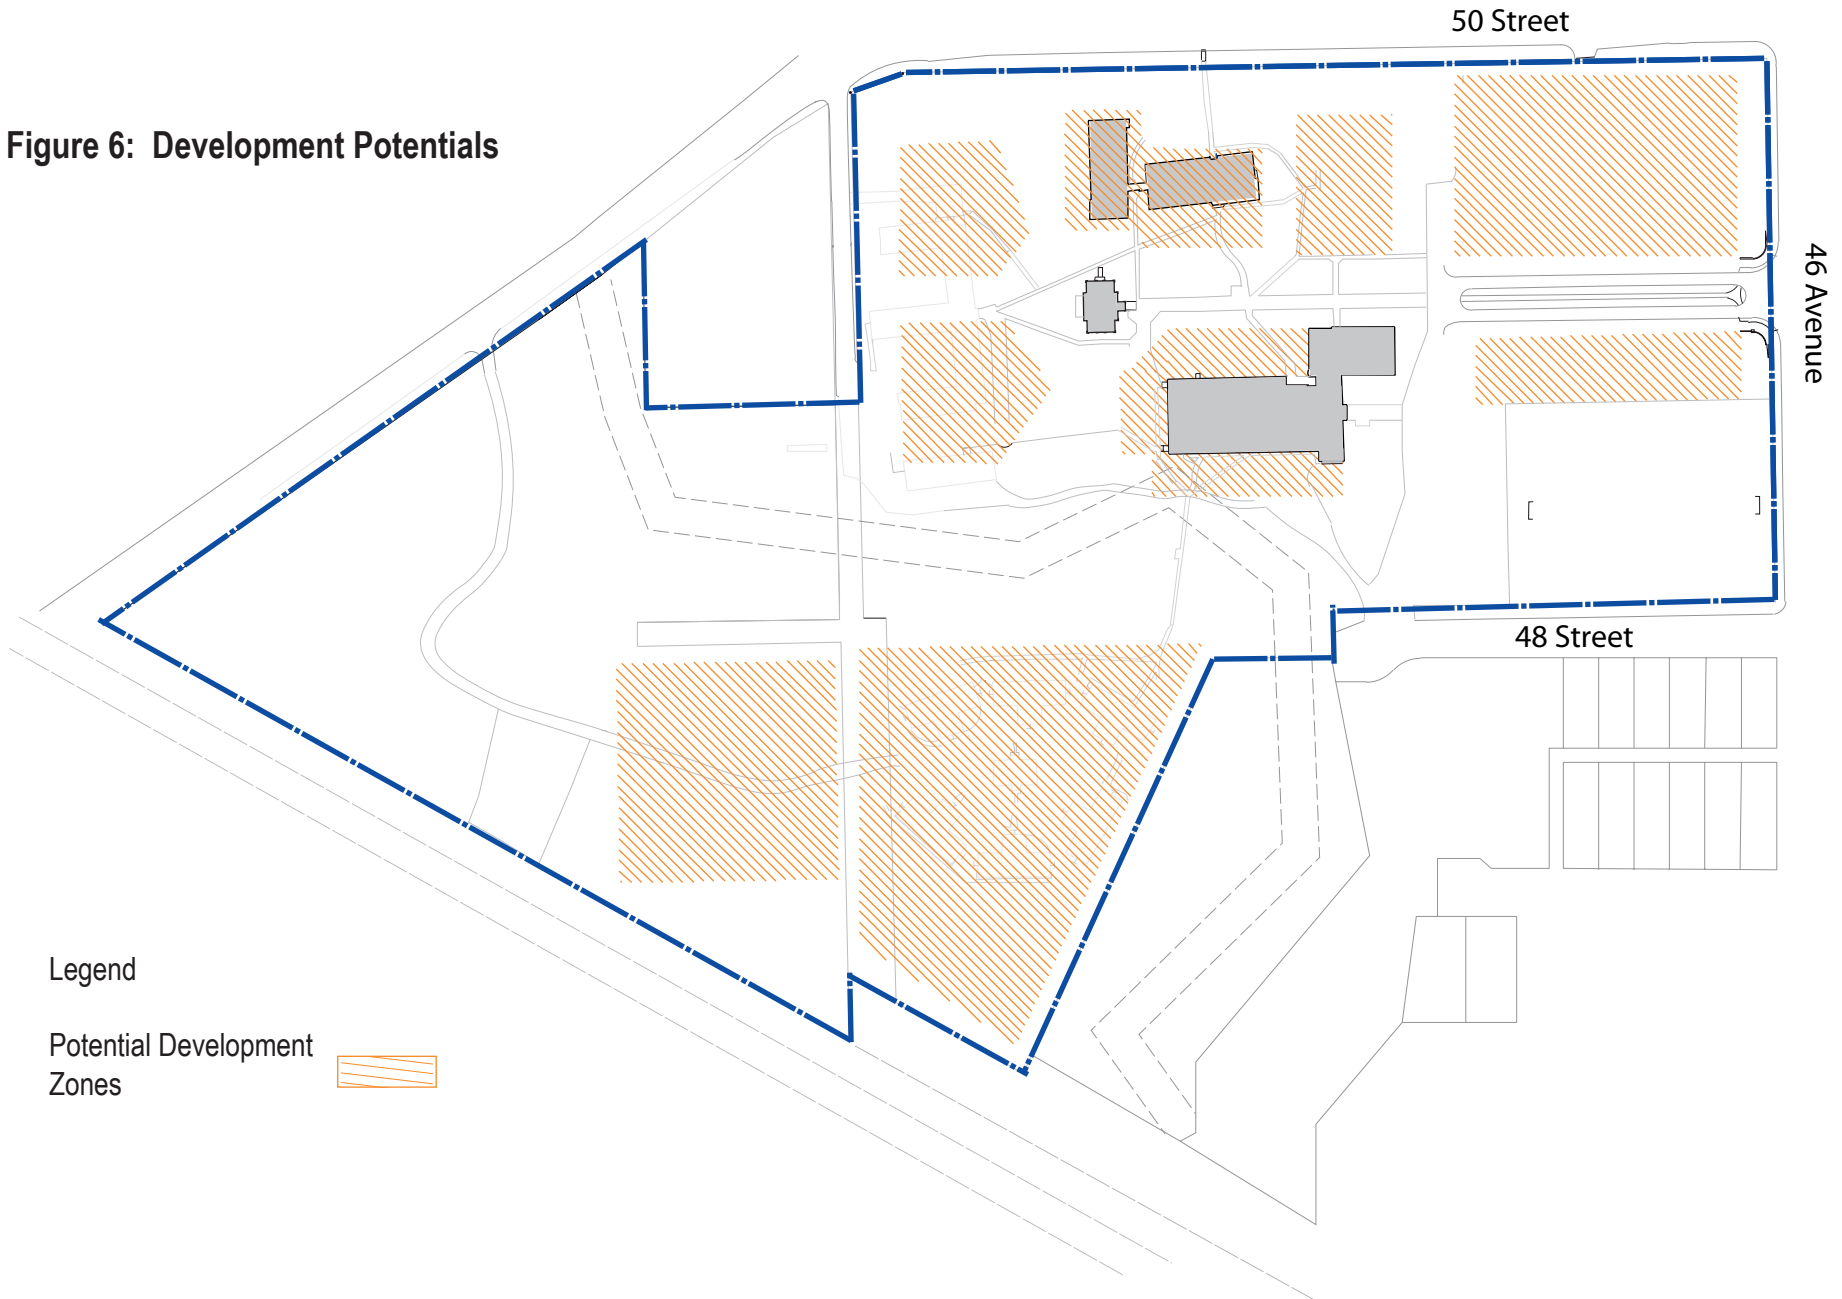 50 Street
Figure 6: Development Potentials
46 Avenue
48 Street
Legend
Potential Development
Zones